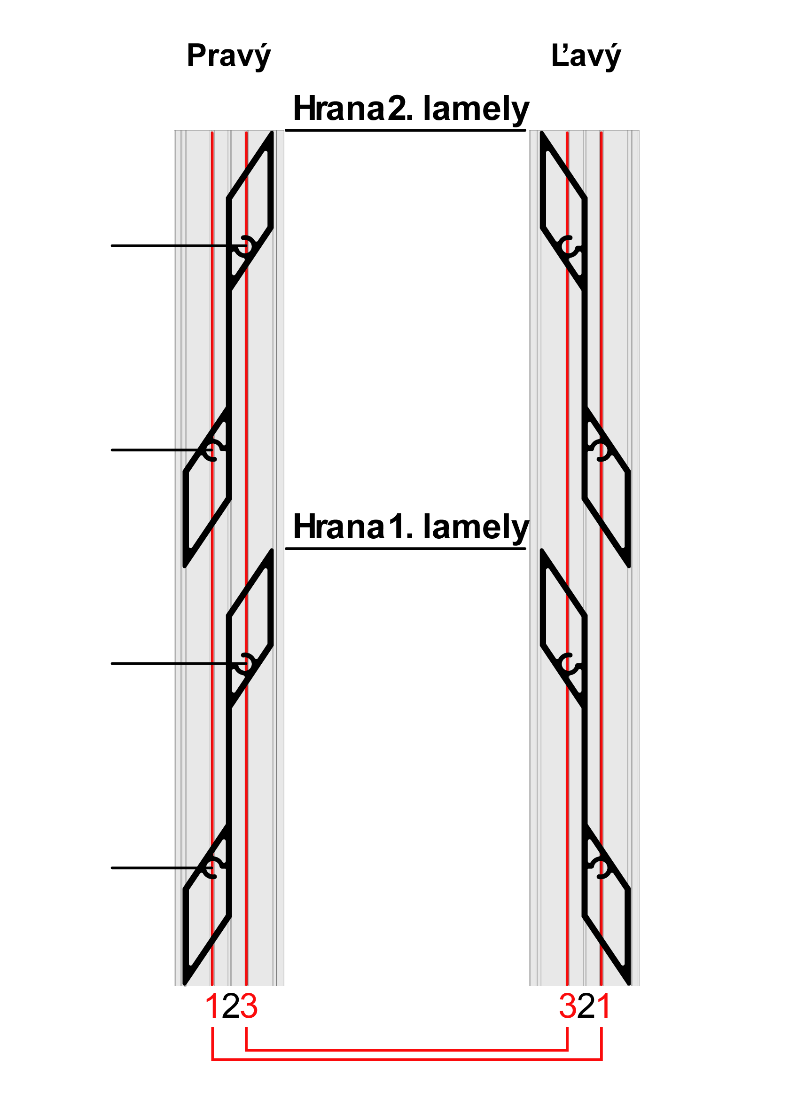 Pravý Ľavý
Hrana2. lamely
Hrana1. lamely
123 321